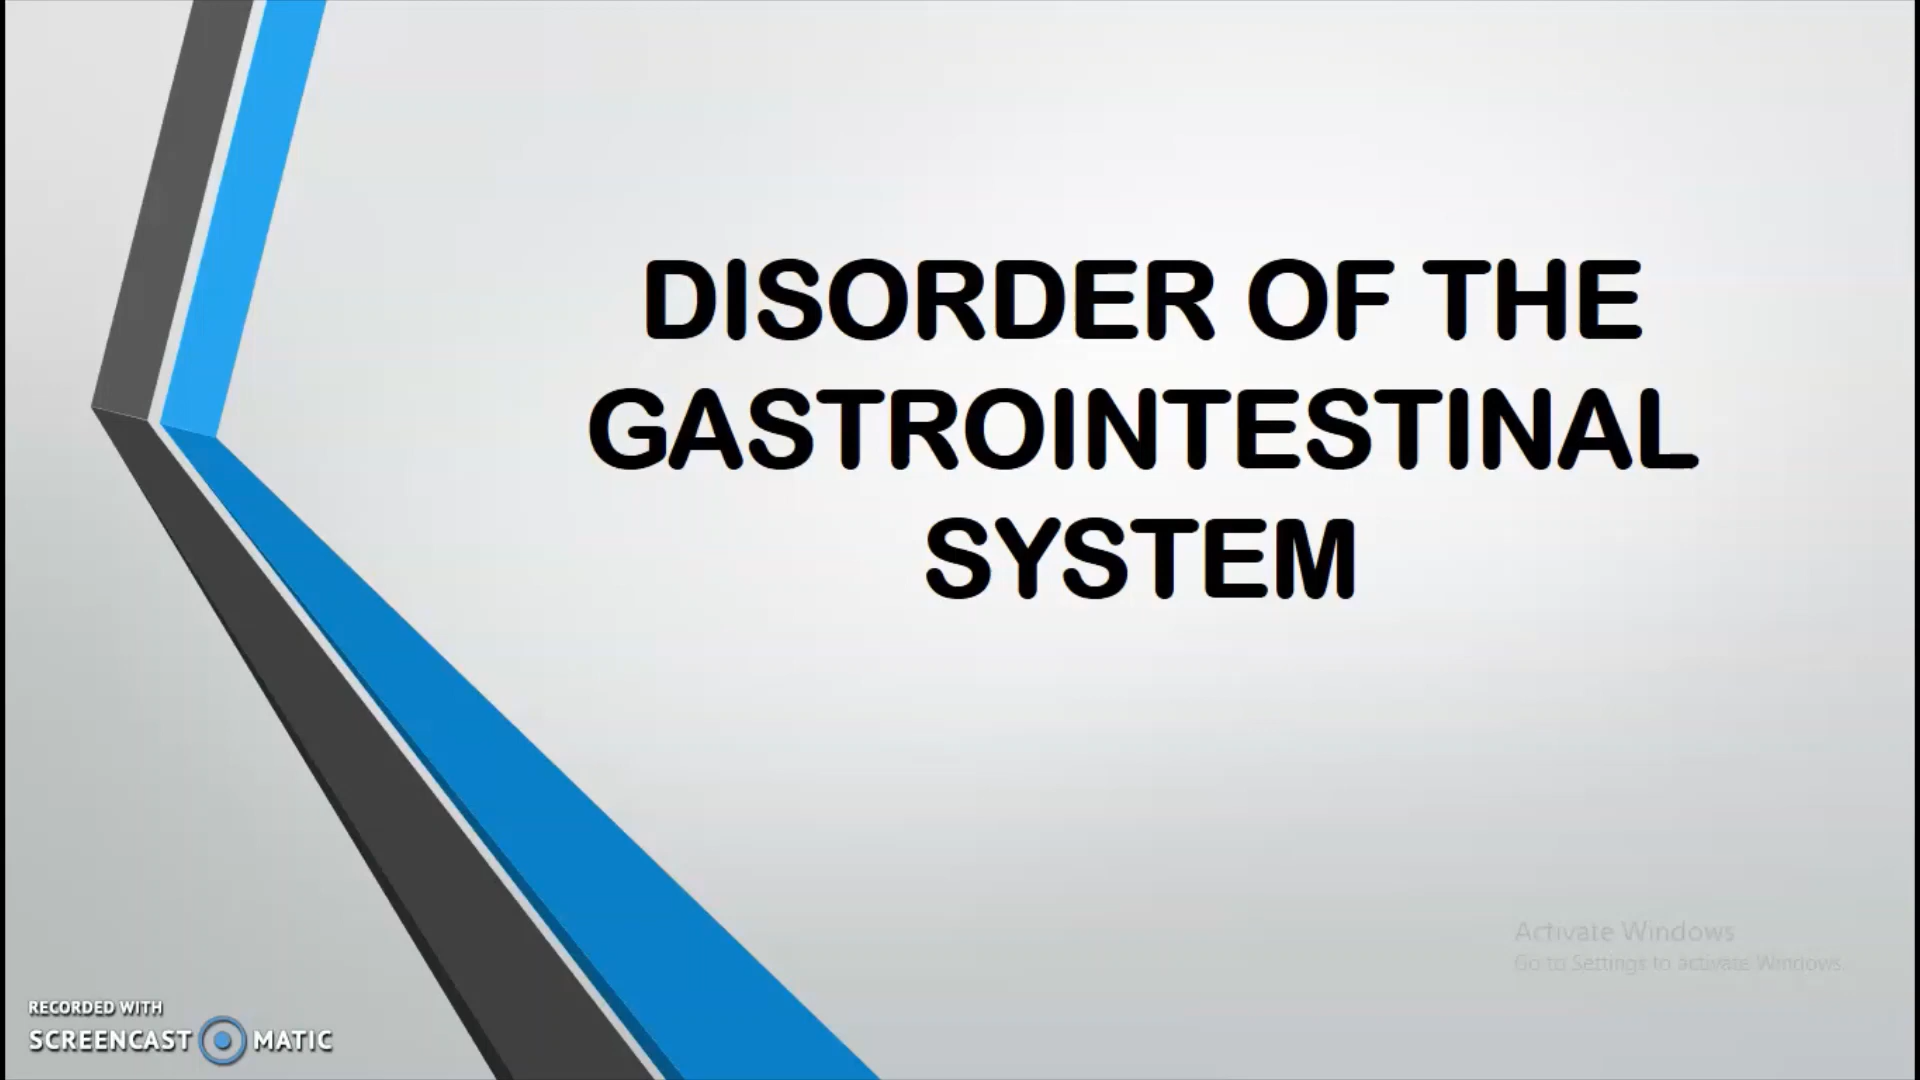 DISORDER OF THE
GASTROINTESTINAL
SYSTEM
Activate Windows
Go to Settings to activate Windows.
RECORDED WITH
SCREENCAST MATIC